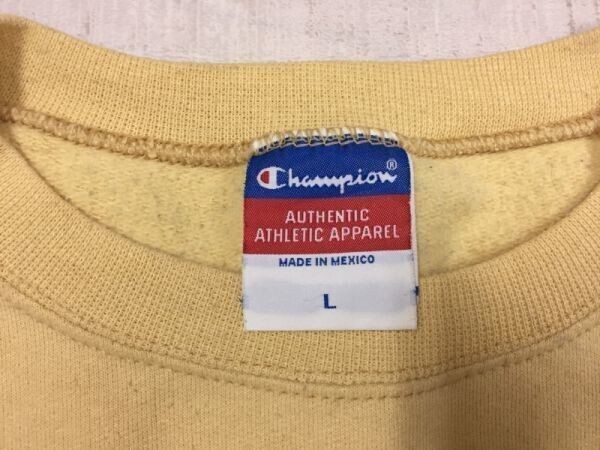 Champion®
AUTHENTIC
ATHLETIC APPAREL
MADE IN MEXICO
L